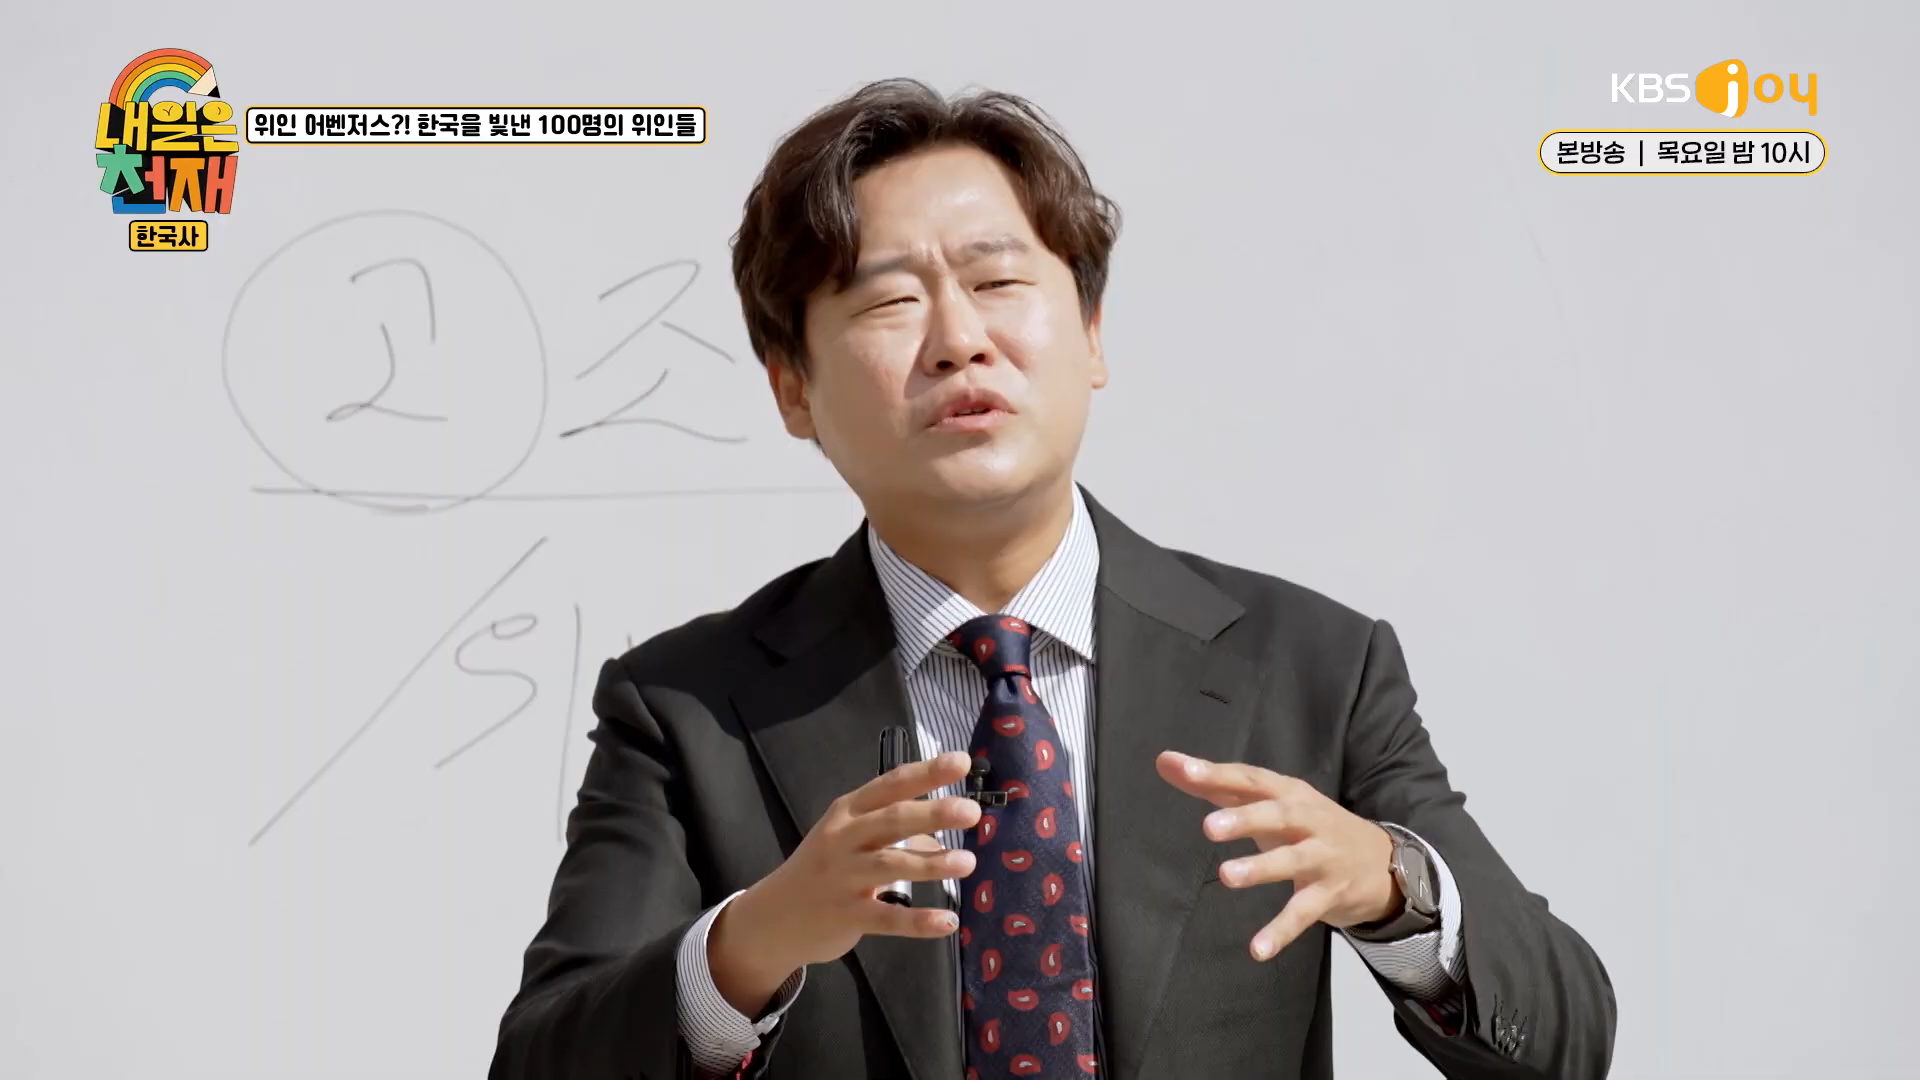 KBS joy
내일은
천재
위인 어벤저스?! 한국을 빛낸 100명의 위인들
본방송 | 목요일 밤 10시
한국사
고조
위